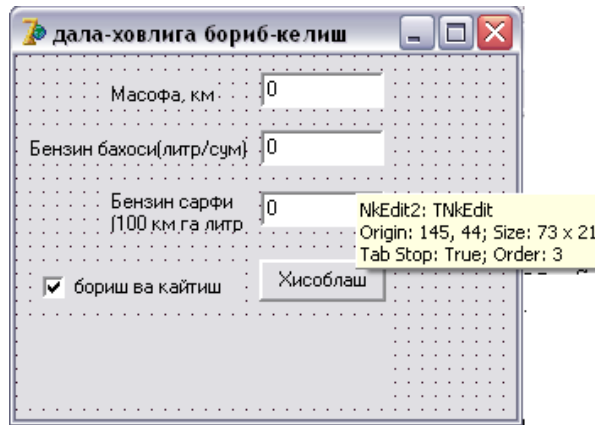 дала-ховлига бориб-келиш
Масофа, км
0
Бензин бахоси(литр/сум)
0
Бензин сарфи
(100 км га литр
0
NkEdit2: TNkEdit
Origin: 145, 44; Size: 73 x 21
Tab Stop: True; Order: 3
бориш ва кайтиш
Хисоблаш